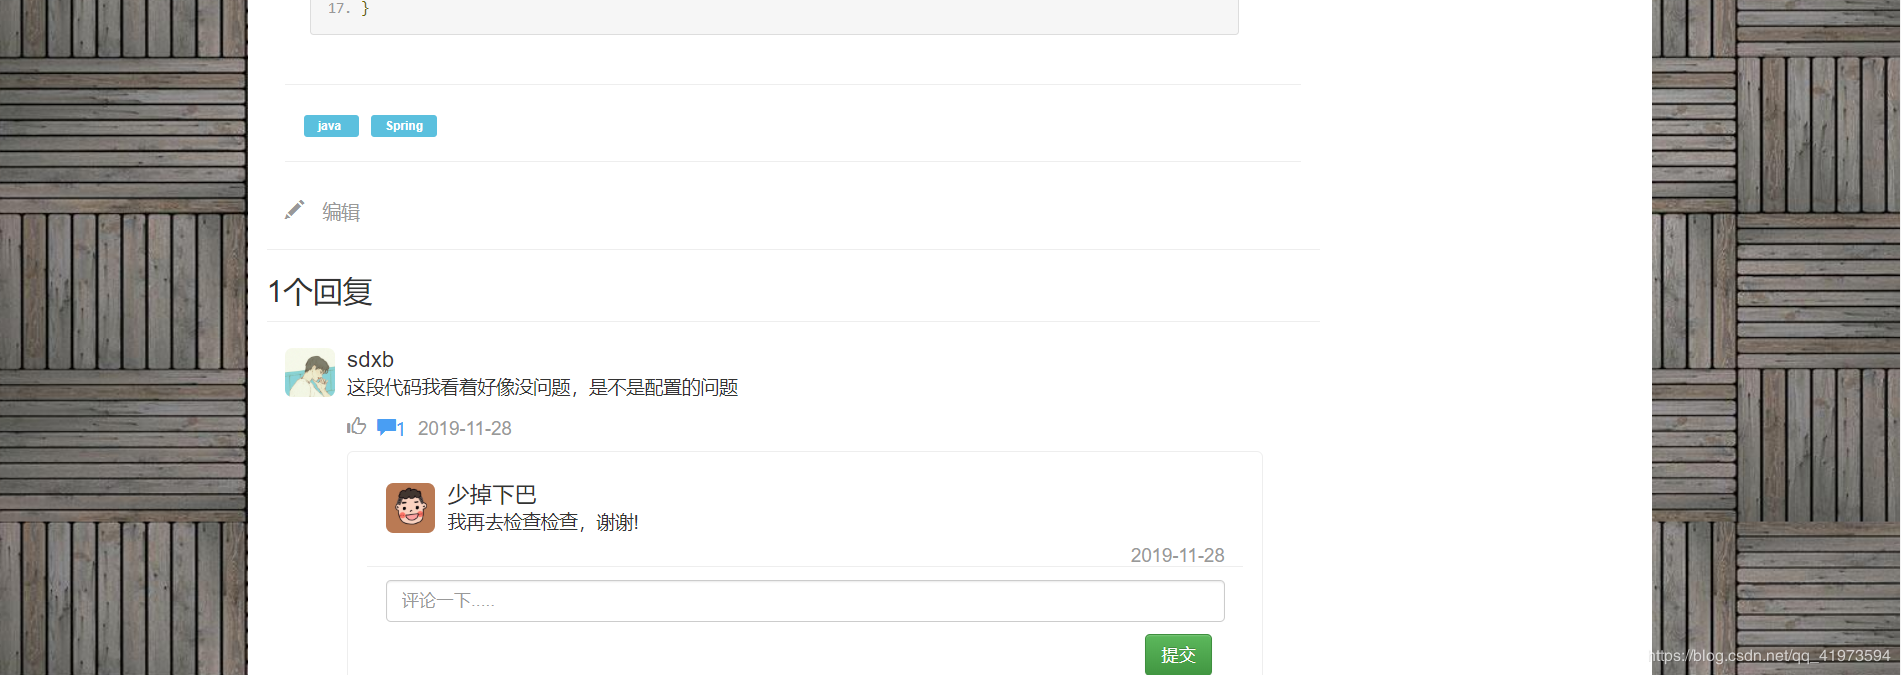 17. }
java Spring
编辑
1个回复
sdxb
这段代码我看着好像没问题，是不是配置的问题
1 2019-11-28
少掉下巴
我再去检查检查，谢谢!
2019-11-28
评论一下.....
提交
https://blog.csdn.net/qq_41973594